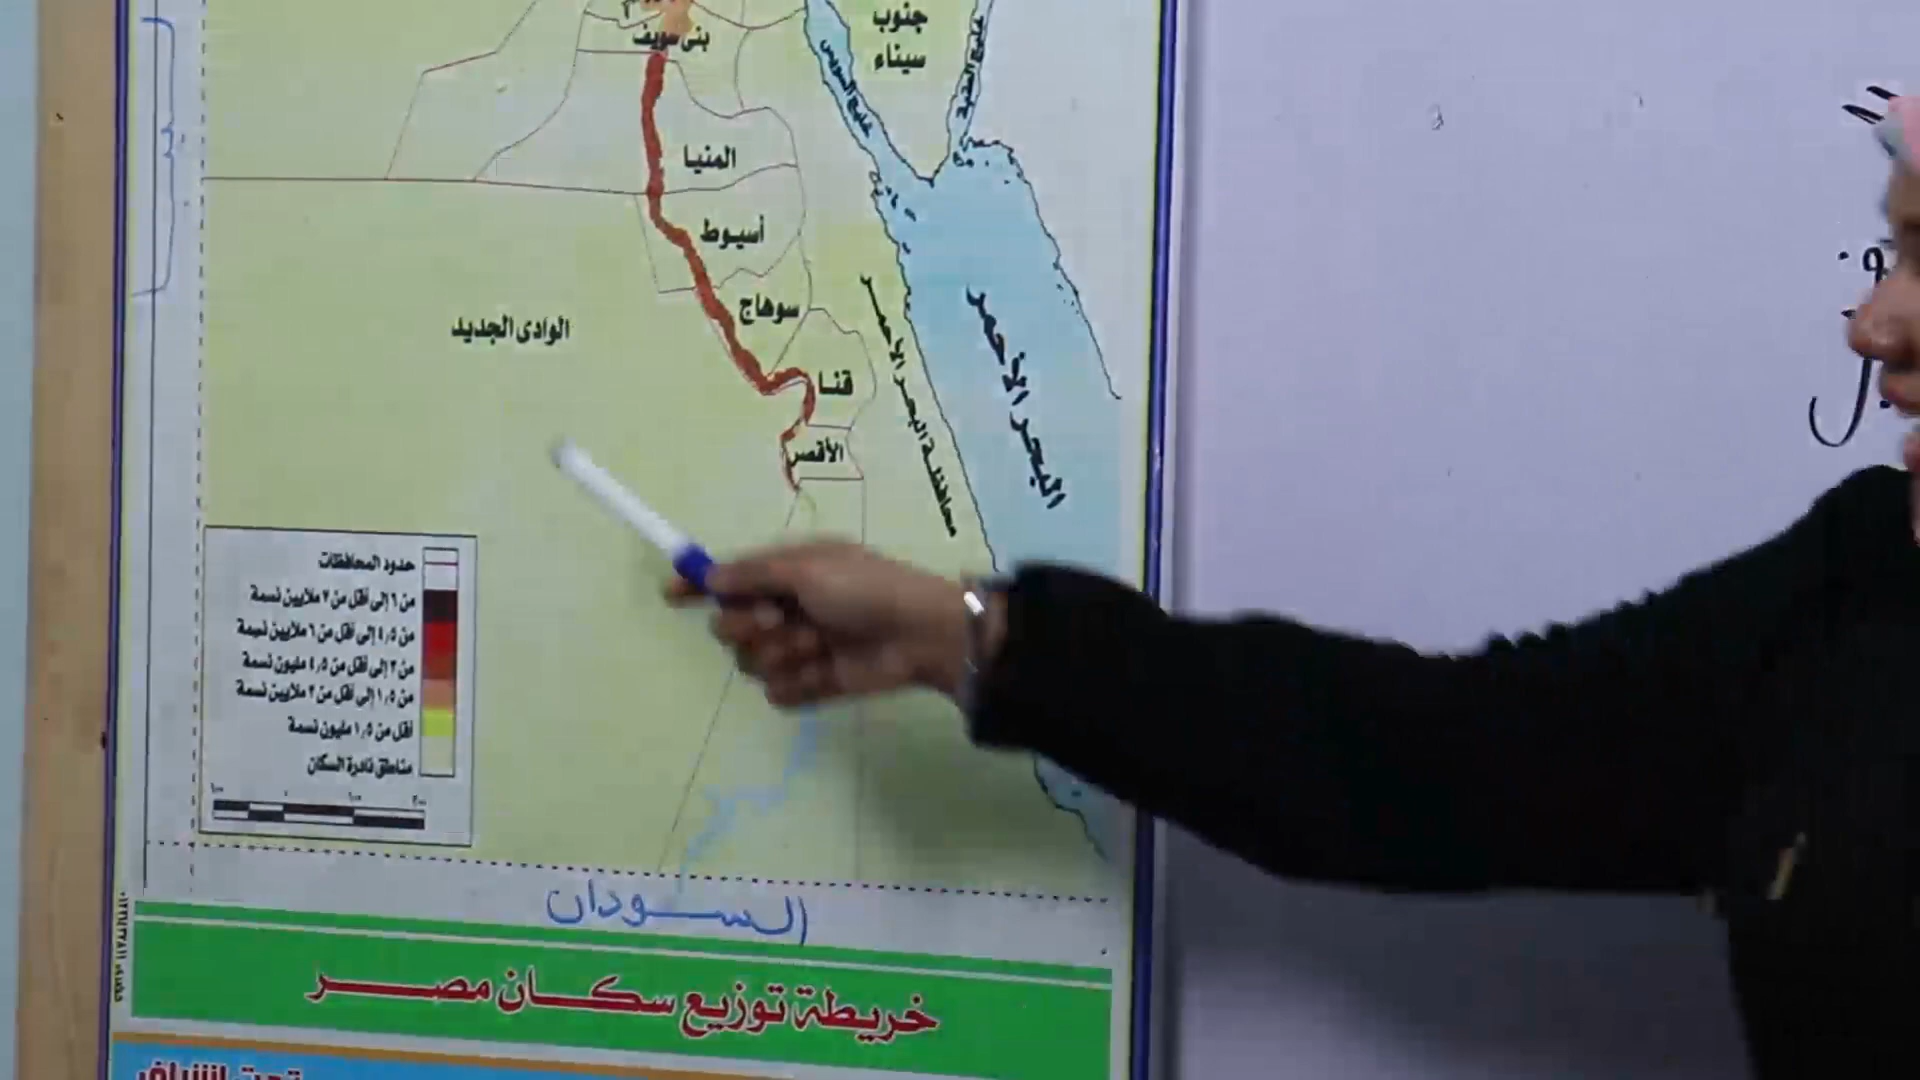 بنى سويف
جنوب
سيناء
خليج السويس
خليج العقبة
المنيا
أسيوط
سوهاج
الوادى الجديد
قنا
الأقصر
محافظة البحر الأحمر
البحر الأحمر
حدود المحافظات
من ٦ إلى أقل من ٧ ملايين نسمة
من ٤٫٥ إلى أقل من ٦ ملايين نسمة
من ٣ إلى أقل من ٤٫٥ مليون نسمة
من ١٫٥ إلى أقل من ٣ ملايين نسمة
أقل من ١٫٥ مليون نسمة
مناطق نادرة السكان
السودان
خريطة توزيع سكان مصر